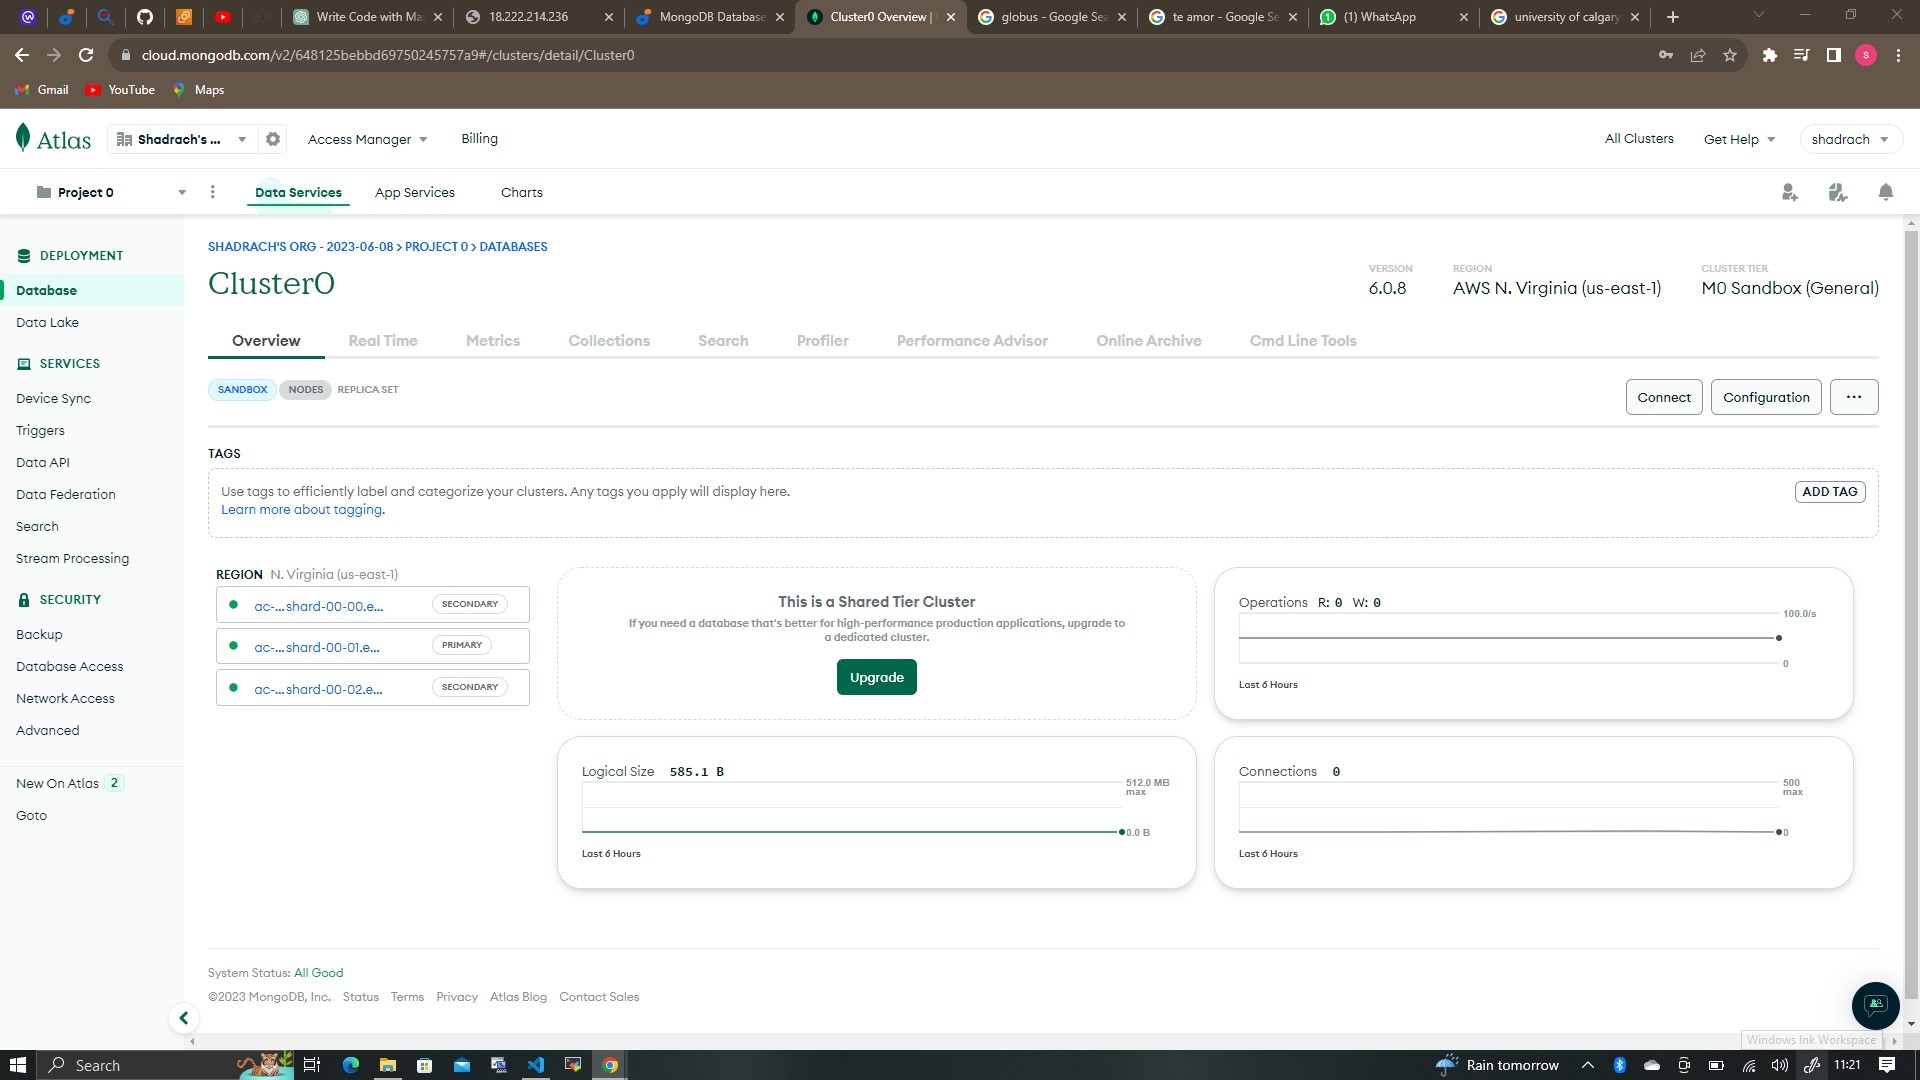 Write Code with Ma
18.222.214.236
MongoDB Database
Cluster0 Overview |
globus - Google Sea
te amor - Google Se
(1) WhatsApp
university of calgary
cloud.mongodb.com/v2/648125bebbd69750245757a9#/clusters/detail/Cluster0
S
Gmail
YouTube
Maps
Atlas
Shadrach's ...
Access Manager
Billing
All Clusters
Get Help
shadrach
Project 0
Data Services
App Services
Charts
DEPLOYMENT
Database
Data Lake
SERVICES
Device Sync
Triggers
Data API
Data Federation
Search
Stream Processing
SECURITY
Backup
Database Access
Network Access
Advanced
New On Atlas 2
Goto
SHADRACH'S ORG - 2023-06-08 > PROJECT 0 > DATABASES
Cluster0
VERSION
6.0.8
REGION
AWS N. Virginia (us-east-1)
CLUSTER TIER
M0 Sandbox (General)
Overview
Real Time
Metrics
Collections
Search
Profiler
Performance Advisor
Online Archive
Cmd Line Tools
SANDBOX
NODES
REPLICA SET
Connect
Configuration
...
TAGS
Use tags to efficiently label and categorize your clusters. Any tags you apply will display here.
Learn more about tagging.
ADD TAG
REGION N. Virginia (us-east-1)
ac-...shard-00-00.e... SECONDARY
ac-...shard-00-01.e... PRIMARY
ac-...shard-00-02.e... SECONDARY
This is a Shared Tier Cluster
If you need a database that's better for high-performance production applications, upgrade to
a dedicated cluster.
Upgrade
Operations R: 0 W: 0
100.0/s
0
Last 6 Hours
Logical Size 585.1 B
512.0 MB
max
0.0 B
Last 6 Hours
Connections 0
500
max
0
Last 6 Hours
System Status: All Good
©2023 MongoDB, Inc. Status Terms Privacy Atlas Blog Contact Sales
Windows Ink Workspace
Search
Rain tomorrow
11:21